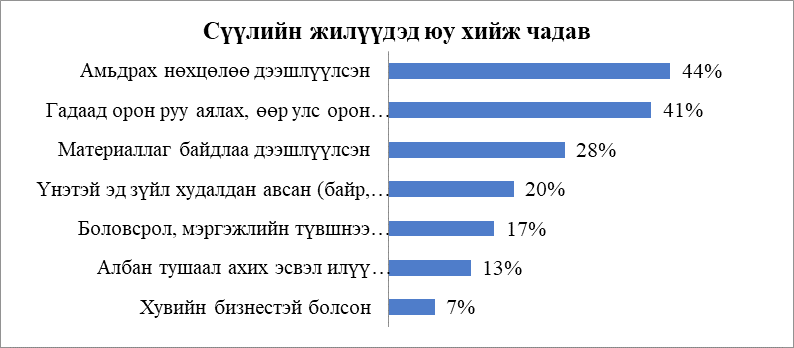 Сүүлийн жилүүдэд юу хийж чадав
Амьдрах нөхцөлөө дээшлүүлсэн 44%
Гадаад орон руу аялах, өөр улс орон… 41%
Материаллаг байдлаа дээшлүүлсэн 28%
Үнэтэй эд зүйл худалдан авсан (байр,… 20%
Боловсрол, мэргэжлийн түвшнээ… 17%
Албан тушаал ахих эсвэл илүү… 13%
Хувийн бизнестэй болсон 7%